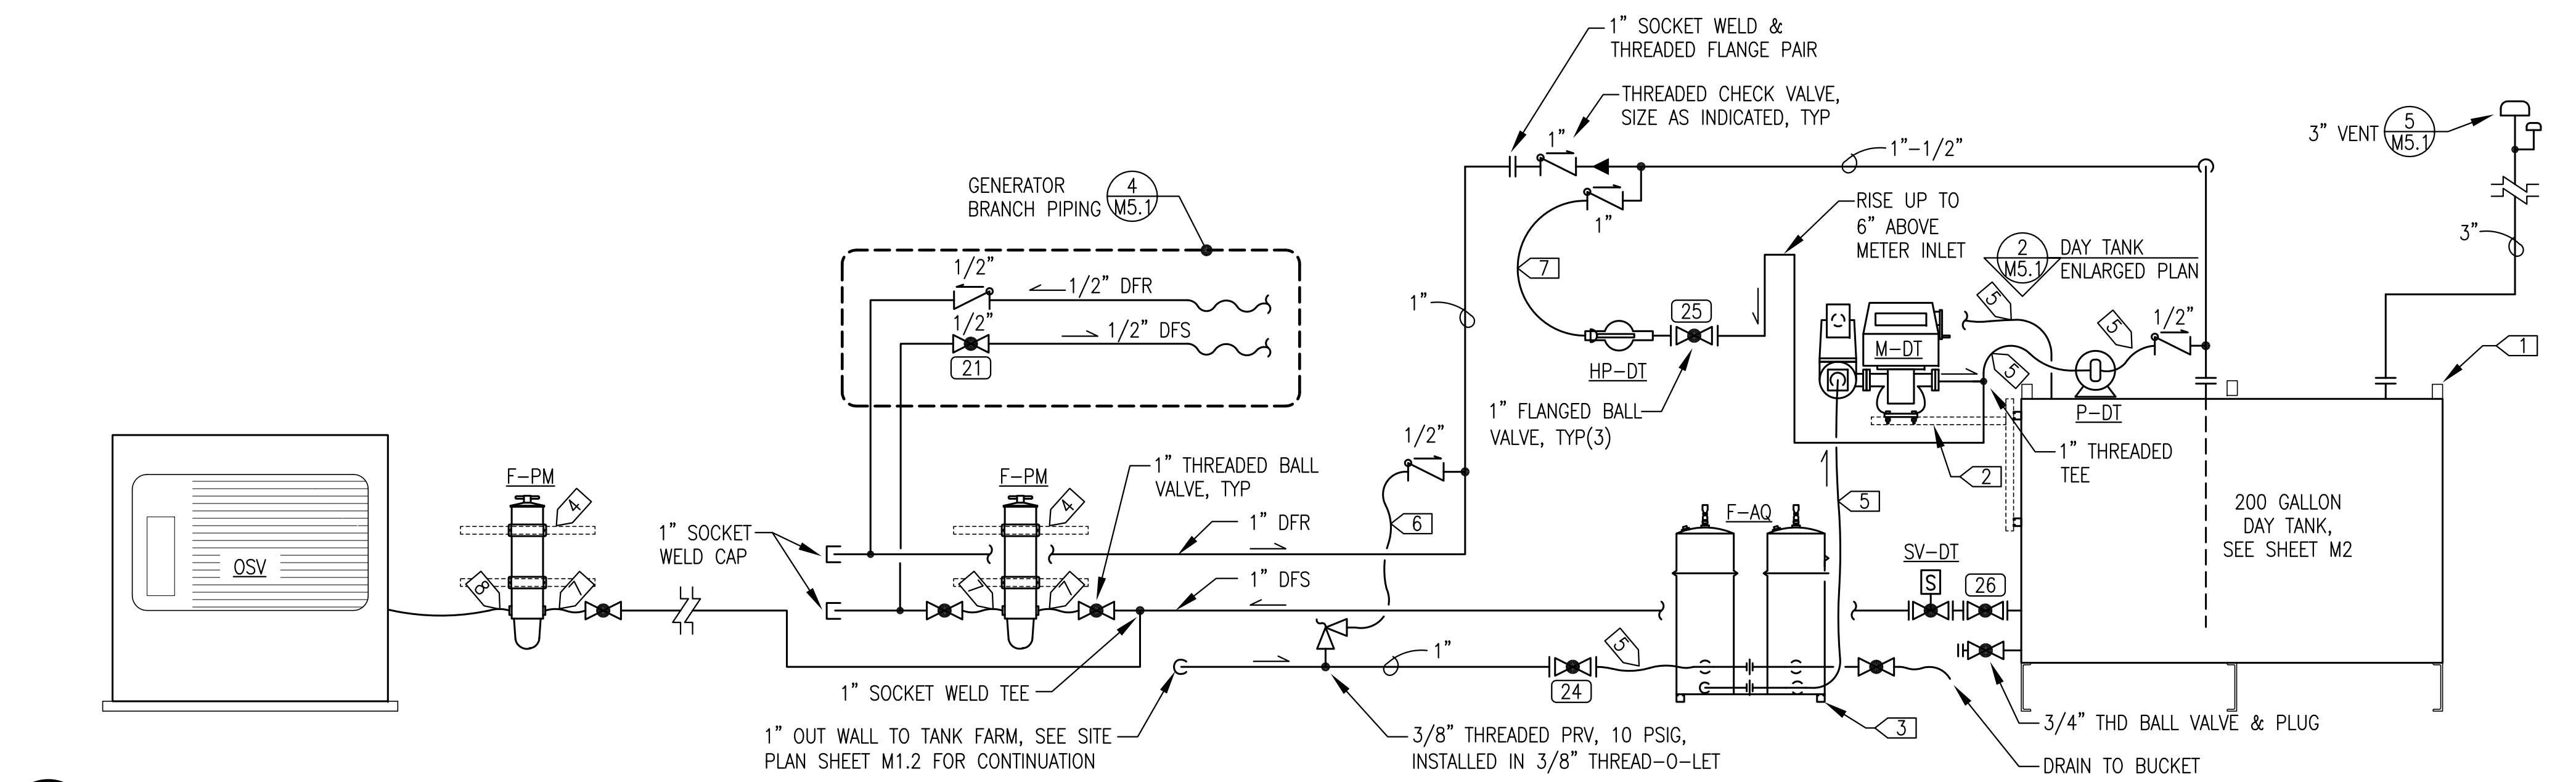 1" SOCKET WELD &
THREADED FLANGE PAIR
THREADED CHECK VALVE,
SIZE AS INDICATED, TYP
1"
1"
1"-1/2"
3" VENT
5
M5.1
3"
GENERATOR
BRANCH PIPING
4
M5.1
RISE UP TO
6" ABOVE
METER INLET
2
M5.1
DAY TANK
ENLARGED PLAN
1/2"
1/2" DFR
1/2"
1/2" DFS
21
1"
7
25
HP-DT
M-DT
5
5
5
1/2"
P-DT
1
1" FLANGED BALL
VALVE, TYP(3)
1" THREADED
TEE
2
200 GALLON
DAY TANK,
SEE SHEET M2
F-PM
4
F-PM
4
1" THREADED BALL
VALVE, TYP
1/2"
6
F-AQ
5
1" SOCKET
WELD CAP
1" DFR
1" DFS
OSV
8
7
7
7
SV-DT
S
26
1" SOCKET WELD TEE
1"
5
24
3
1" OUT WALL TO TANK FARM, SEE SITE
PLAN SHEET M1.2 FOR CONTINUATION
3/8" THREADED PRV, 10 PSIG,
INSTALLED IN 3/8" THREAD-O-LET
3/4" THD BALL VALVE & PLUG
DRAIN TO BUCKET